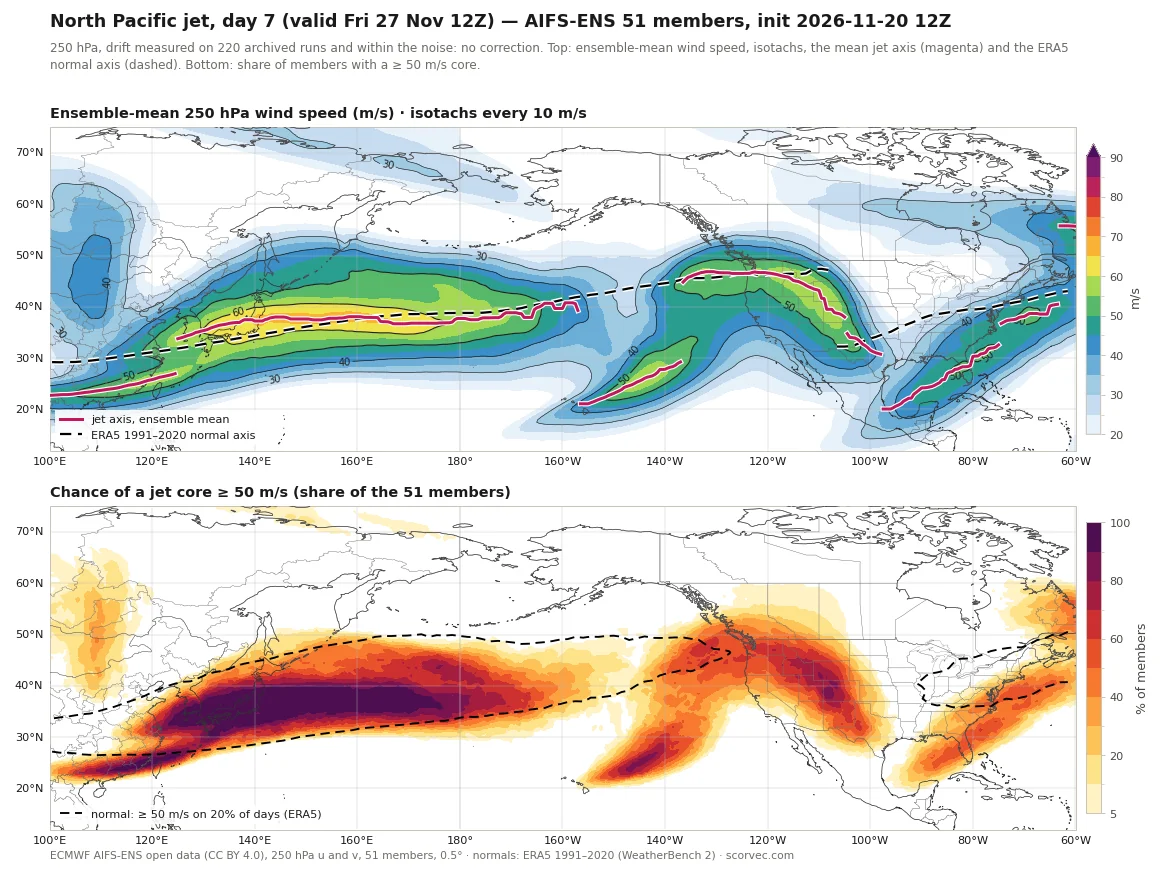 North Pacific jet, day 7 (valid Fri 27 Nov 12Z) — AIFS-ENS 51 members, init 2026-11-20 12Z
250 hPa, drift measured on 220 archived runs and within the noise: no correction. Top: ensemble-mean wind speed, isotachs, the mean jet axis (magenta) and the ERA5
normal axis (dashed). Bottom: share of members with a ≥ 50 m/s core.
Ensemble-mean 250 hPa wind speed (m/s) · isotachs every 10 m/s
70°N
60°N
50°N
40°N
30°N
20°N
30
30
40
60
30
50
40
30
40
50
50
40
50
50
jet axis, ensemble mean
ERA5 1991–2020 normal axis
100°E 120°E 140°E 160°E 180° 160°W 140°W 120°W 100°W 80°W 60°W
90
80
70
60
50
40
30
20
m/s
Chance of a jet core ≥ 50 m/s (share of the 51 members)
70°N
60°N
50°N
40°N
30°N
20°N
normal: ≥ 50 m/s on 20% of days (ERA5)
100°E 120°E 140°E 160°E 180° 160°W 140°W 120°W 100°W 80°W 60°W
100
80
60
40
20
5
% of members
ECMWF AIFS-ENS open data (CC BY 4.0), 250 hPa u and v, 51 members, 0.5° · normals: ERA5 1991–2020 (WeatherBench 2) · scorvec.com